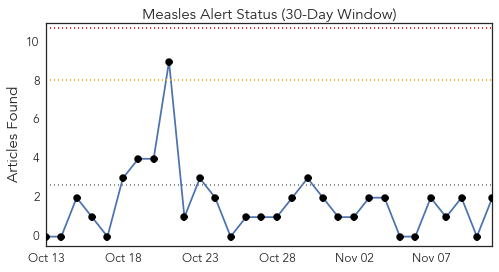 Measles Alert Status (30-Day Window)
Articles Found
10
8
6
4
2
0
Oct 13 Oct 18 Oct 23 Oct 28 Nov 02 Nov 07